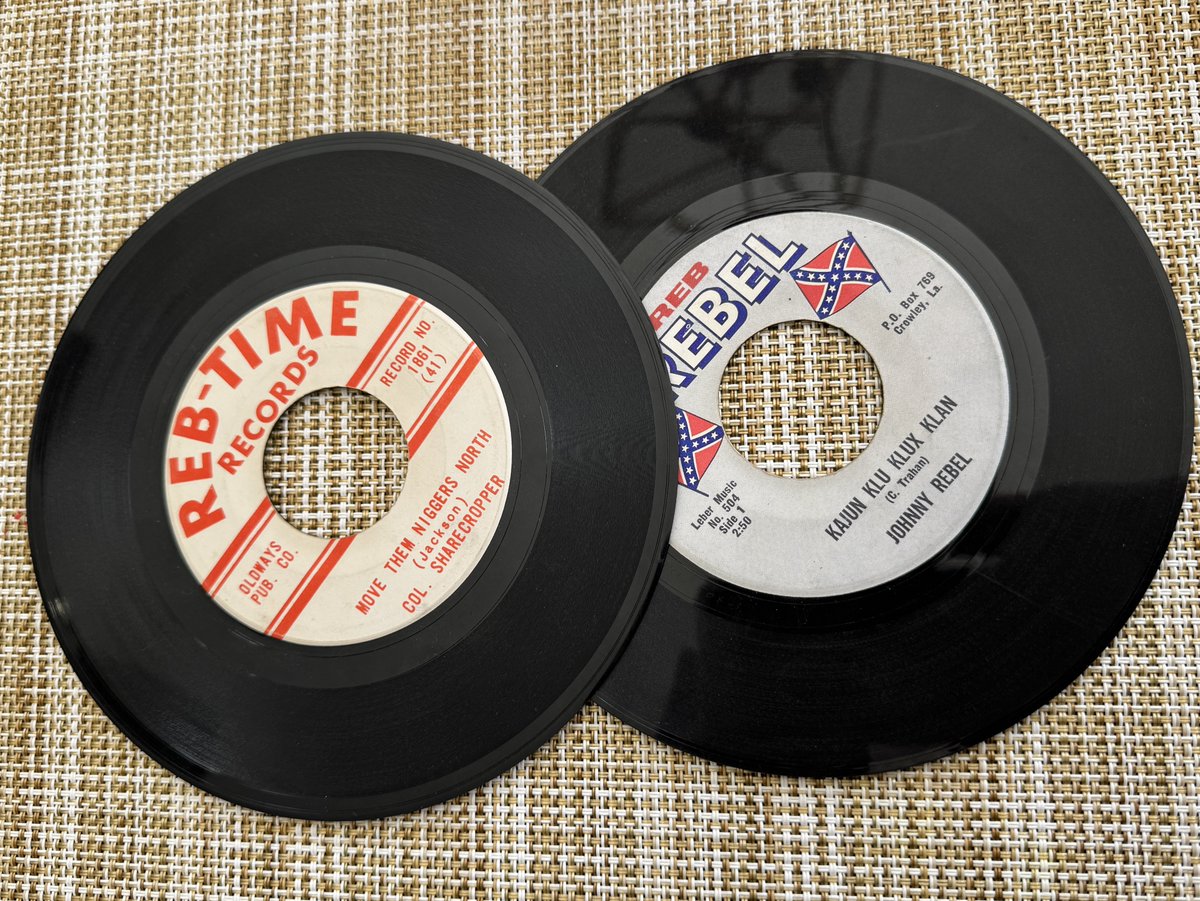 REB-TIME
RECORDS
RECORD NO.
1861
(41)
OLDWAYS
PUB. CO.
MOVE THEM NIGGERS NORTH
(Jackson)
COL. SHARECROPPER
REB
REBEL
P.O. Box 769
Crowley, La.
Leber Music
No. 504
Side 1
2:50
KAJUN KLU KLUX KLAN
(C. Trahan)
JOHNNY REBEL